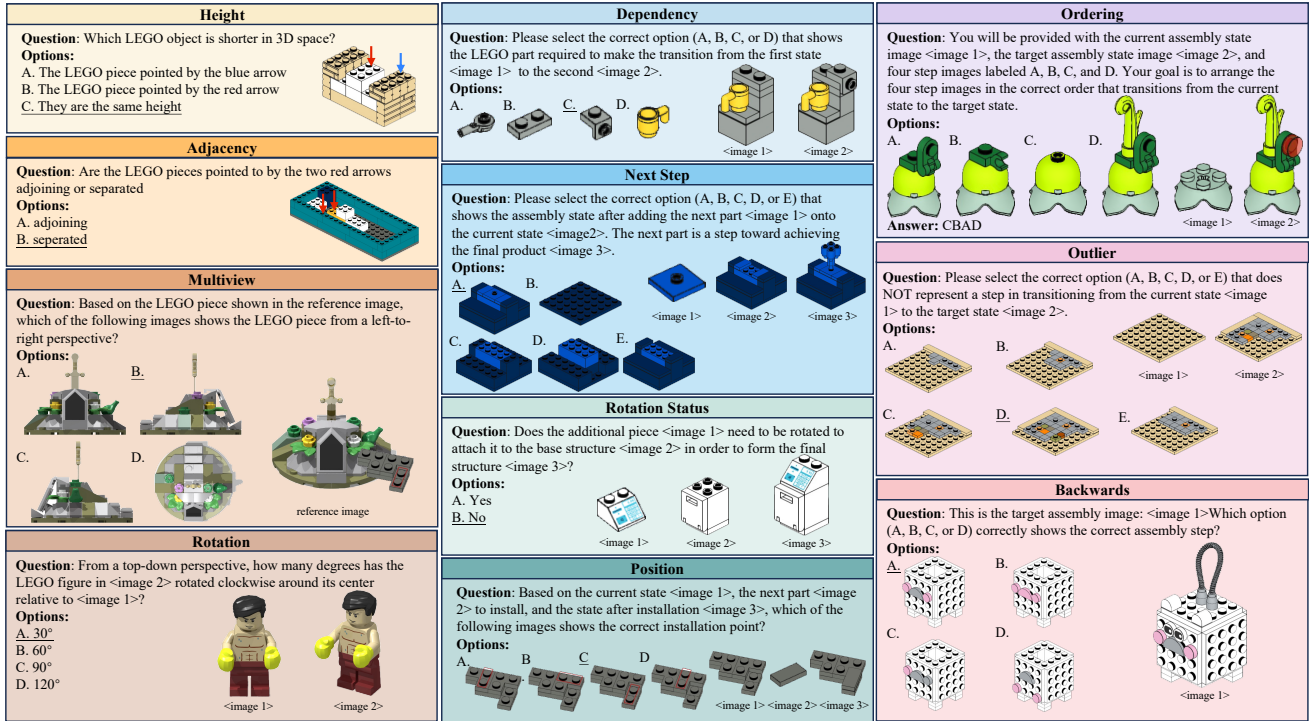 Height
Question: Which LEGO object is shorter in 3D space?
Options:
A. The LEGO piece pointed by the blue arrow
B. The LEGO piece pointed by the red arrow
C. They are the same height
Adjacency
Question: Are the LEGO pieces pointed to by the two red arrows
adjoining or separated
Options:
A. adjoining
B. seperated
Multiview
Question: Based on the LEGO piece shown in the reference image,
which of the following images shows the LEGO piece from a left-to-
right perspective?
Options:
A.
B.
C.
D.
reference image
Rotation
Question: From a top-down perspective, how many degrees has the
LEGO figure in <image 2> rotated clockwise around its center
relative to <image 1>?
Options:
A. 30°
B. 60°
C. 90°
D. 120°
<image 1>
<image 2>
Dependency
Question: Please select the correct option (A, B, C, or D) that shows
the LEGO part required to make the transition from the first state
<image 1> to the second <image 2>.
Options:
A.
B.
C.
D.
<image 1>
<image 2>
Next Step
Question: Please select the correct option (A, B, C, D, or E) that
shows the assembly state after adding the next part <image 1> onto
the current state <image2>. The next part is a step toward achieving
the final product <image 3>.
Options:
A.
B.
<image 1>
<image 2>
<image 3>
C.
D.
E.
Rotation Status
Question: Does the additional piece <image 1> need to be rotated to
attach it to the base structure <image 2> in order to form the final
structure <image 3>?
Options:
A. Yes
B. No
<image 1>
<image 2>
<image 3>
Position
Question: Based on the current state <image 1>, the next part <image
2> to install, and the state after installation <image 3>, which of the
following images shows the correct installation point?
Options
A.
B.
C
D
<image 1> <image 2> <image 3>
Ordering
Question: You will be provided with the current assembly state
image <image 1>, the target assembly state image <image 2>, and
four step images labeled A, B, C, and D. Your goal is to arrange the
four step images in the correct order that transitions from the current
state to the target state.
Options:
A.
B.
C.
D.
<image 1>
<image 2>
Answer: CBAD
Outlier
Question: Please select the correct option (A, B, C, D, or E) that does
NOT represent a step in transitioning from the current state <image
1> to the target state <image 2>.
Options:
A.
B.
<image 1>
<image 2>
C.
D.
E.
Backwards
Question: This is the target assembly image: <image 1>Which option
(A, B, C, or D) correctly shows the correct assembly step?
Options:
A.
B.
C.
D.
<image 1>